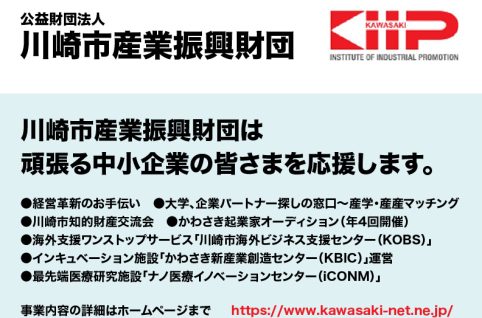 公益財団法人
川崎市産業振興財団
KAWASAKI
KIIP
INSTITUTE OF INDUSTRIAL PROMOTION
川崎市産業振興財団は
頑張る中小企業の皆さまを応援します。
●経営革新のお手伝い　●大学、企業パートナー探しの窓口〜産学・産産マッチング
●川崎市知的財産交流会　●かわさき起業家オーディション（年4回開催）
●海外支援ワンストップサービス「川崎市海外ビジネス支援センター（KOBS）」
●インキュベーション施設「かわさき新産業創造センター（KBIC）」運営
●最先端医療研究施設「ナノ医療イノベーションセンター（iCONM）」
事業内容の詳細はホームページまで　https://www.kawasaki-net.ne.jp/